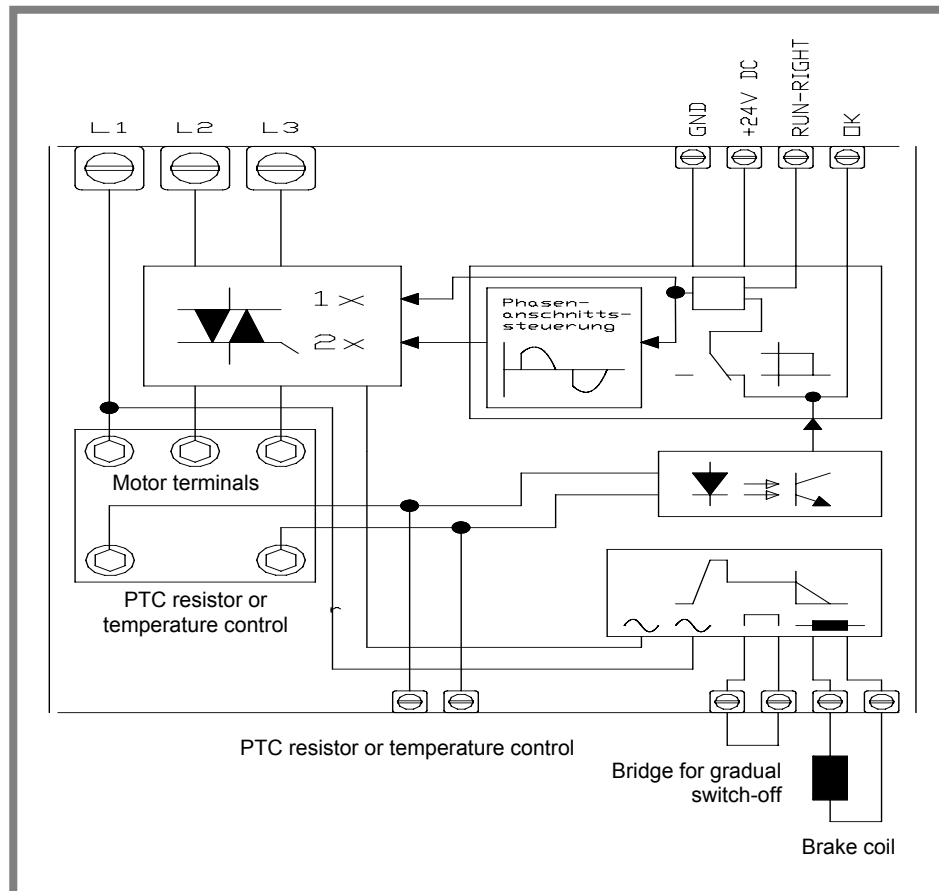 GND
+24V DC
RUN-RIGHT
OK
L1
L2
L3
1x
2x
Phasen-
anschnitts-
steuerung
Motor terminals
PTC resistor or
temperature control
PTC resistor or temperature control
Bridge for gradual
switch-off
Brake coil